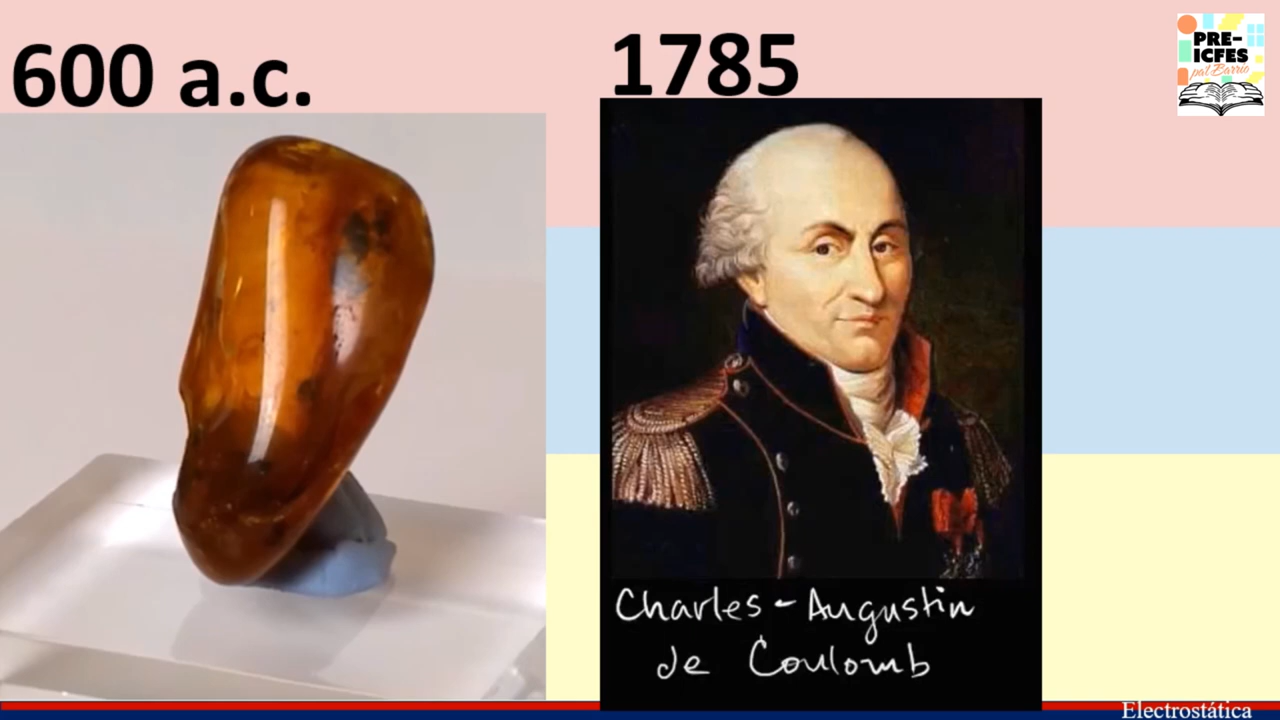 600 a.c.
1785
PRE-
ICFES
pal Barrio
Charles-Augustin
de Coulomb
Electrostática